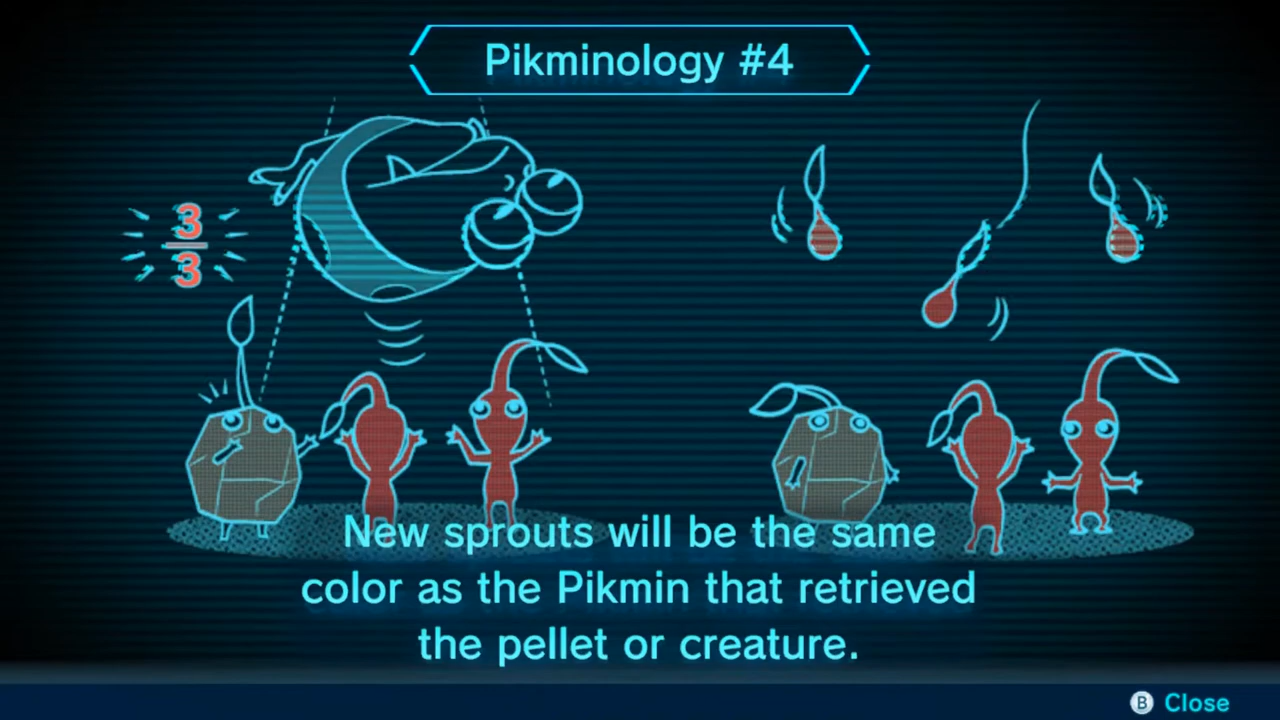 Pikminology #4
3
3
New sprouts will be the same
color as the Pikmin that retrieved
the pellet or creature.
B Close